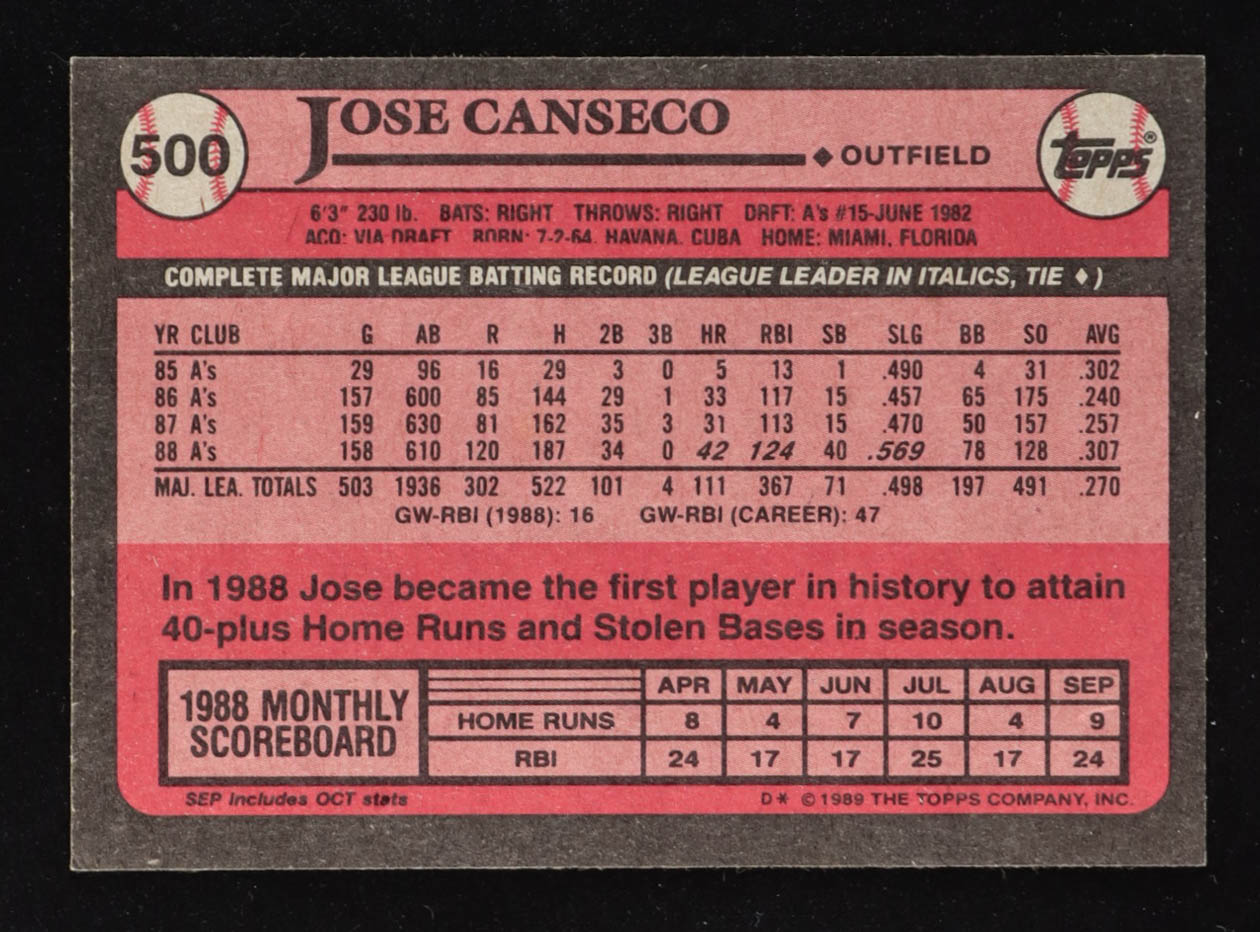 500
JOSE CANSECO
◆ OUTFIELD
topps®
6'3" 230 lb. BATS: RIGHT THROWS: RIGHT DRFT: A's #15-JUNE 1982
ACQ: VIA DRAFT BORN: 7-2-64, HAVANA, CUBA HOME: MIAMI, FLORIDA
COMPLETE MAJOR LEAGUE BATTING RECORD (LEAGUE LEADER IN ITALICS, TIE ♦)
YR CLUB G AB R H 2B 3B HR RBI SB SLG BB SO AVG
85 A's 29 96 16 29 3 0 5 13 1 .490 4 31 .302
86 A's 157 600 85 144 29 1 33 117 15 .457 65 175 .240
87 A's 159 630 81 162 35 3 31 113 15 .470 50 157 .257
88 A's 158 610 120 187 34 0 42 124 40 .569 78 128 .307
MAJ. LEA. TOTALS 503 1936 302 522 101 4 111 367 71 .498 197 491 .270
GW-RBI (1988): 16 GW-RBI (CAREER): 47
In 1988 Jose became the first player in history to attain
40-plus Home Runs and Stolen Bases in season.
1988 MONTHLY
SCOREBOARD
APR MAY JUN JUL AUG SEP
HOME RUNS 8 4 7 10 4 9
RBI 24 17 17 25 17 24
SEP includes OCT stats
D* © 1989 THE TOPPS COMPANY, INC.